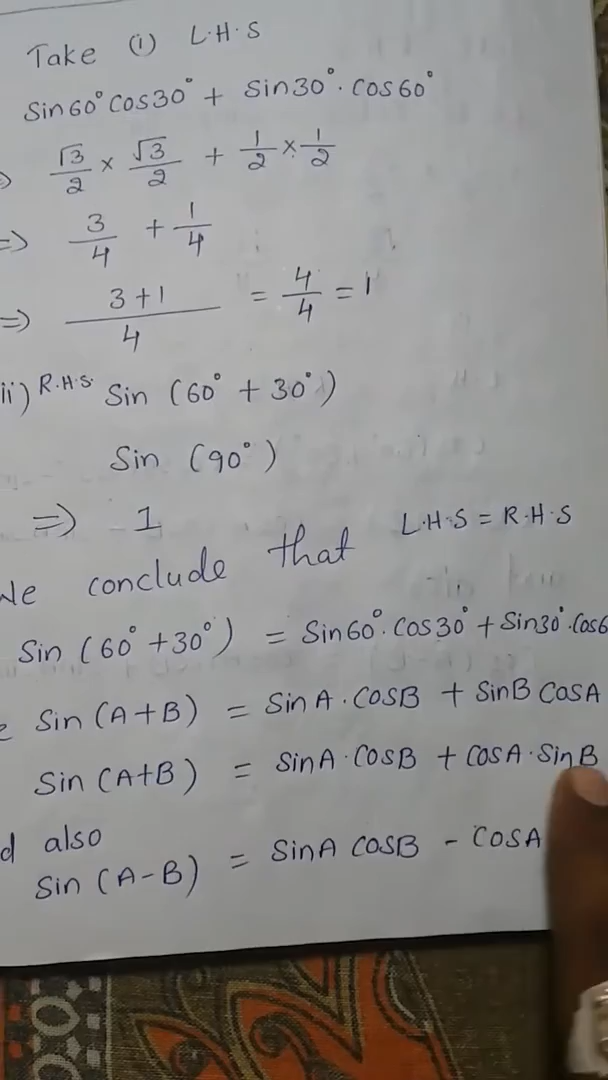 Take (i) L.H.S
Sin60° cos30° + Sin30°. cos60°
√3/2 × √3/2 + 1/2 × 1/2
=) 3/4 + 1/4
=) 3+1/4 = 4/4 = 1
ii) R.H.S. Sin (60° + 30°)
Sin (90°)
=) 1
L.H.S = R.H.S
conclude that
Sin (60° +30°) = Sin60°. Cos30° + Sin30°.Cos6
Sin (A+B) = SinA.CosB + SinB CosA
Sin (A+B) = SinA.CosB + CosA.SinB
also
Sin (A-B) = SinA CosB - CosA